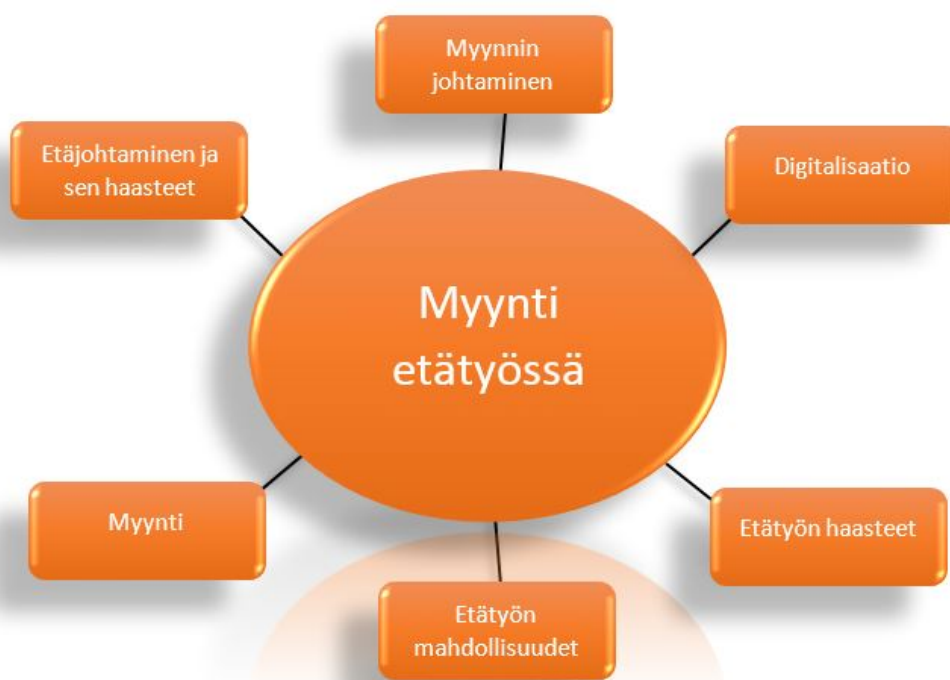 Myynnin
johtaminen
Etäjohtaminen ja
sen haasteet
Digitalisaatio
Myynti
etätyössä
Myynti
Etätyön haasteet
Etätyön
mahdollisuudet